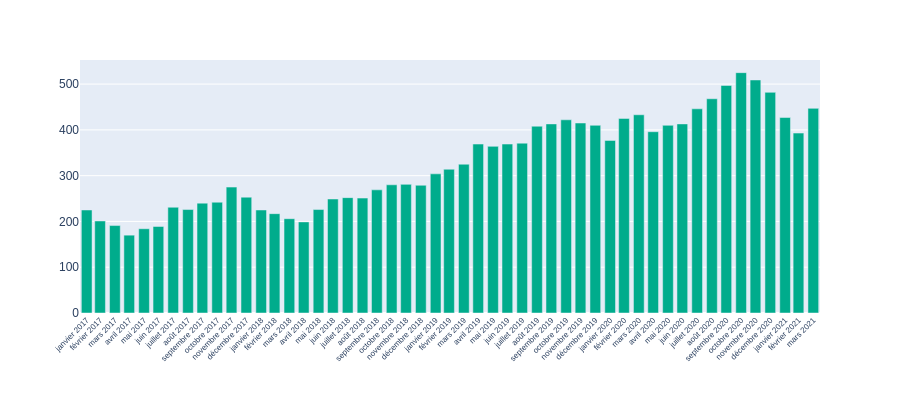 500
400
300
200
100
0
janvier 2017
février 2017
mars 2017
avril 2017
mai 2017
juin 2017
juillet 2017
août 2017
septembre 2017
octobre 2017
novembre 2017
décembre 2017
janvier 2018
février 2018
mars 2018
avril 2018
mai 2018
juin 2018
juillet 2018
août 2018
septembre 2018
octobre 2018
novembre 2018
décembre 2018
janvier 2019
février 2019
mars 2019
avril 2019
mai 2019
juin 2019
juillet 2019
août 2019
septembre 2019
octobre 2019
novembre 2019
décembre 2019
janvier 2020
février 2020
mars 2020
avril 2020
mai 2020
juin 2020
juillet 2020
août 2020
septembre 2020
octobre 2020
novembre 2020
décembre 2020
janvier 2021
février 2021
mars 2021